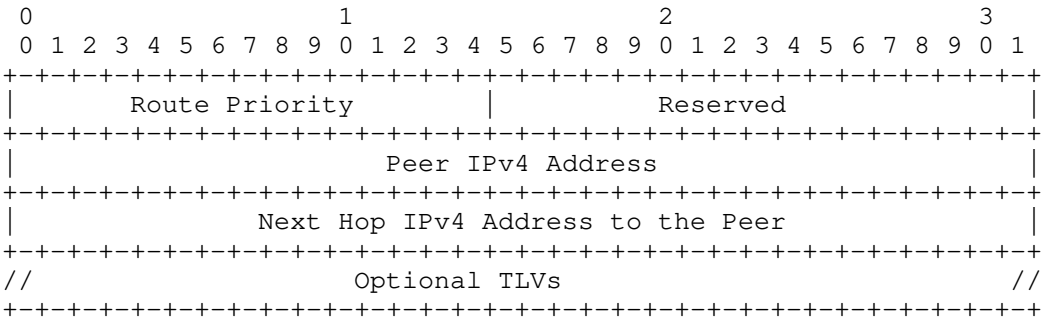 0                   1                   2                   3
 0 1 2 3 4 5 6 7 8 9 0 1 2 3 4 5 6 7 8 9 0 1 2 3 4 5 6 7 8 9 0 1
+-+-+-+-+-+-+-+-+-+-+-+-+-+-+-+-+-+-+-+-+-+-+-+-+-+-+-+-+-+-+-+-+
|       Route Priority        |          Reserved               |
+-+-+-+-+-+-+-+-+-+-+-+-+-+-+-+-+-+-+-+-+-+-+-+-+-+-+-+-+-+-+-+-+
|                       Peer IPv4 Address                       |
+-+-+-+-+-+-+-+-+-+-+-+-+-+-+-+-+-+-+-+-+-+-+-+-+-+-+-+-+-+-+-+-+
|               Next Hop IPv4 Address to the Peer               |
+-+-+-+-+-+-+-+-+-+-+-+-+-+-+-+-+-+-+-+-+-+-+-+-+-+-+-+-+-+-+-+-+
//                    Optional TLVs                            //
+-+-+-+-+-+-+-+-+-+-+-+-+-+-+-+-+-+-+-+-+-+-+-+-+-+-+-+-+-+-+-+-+